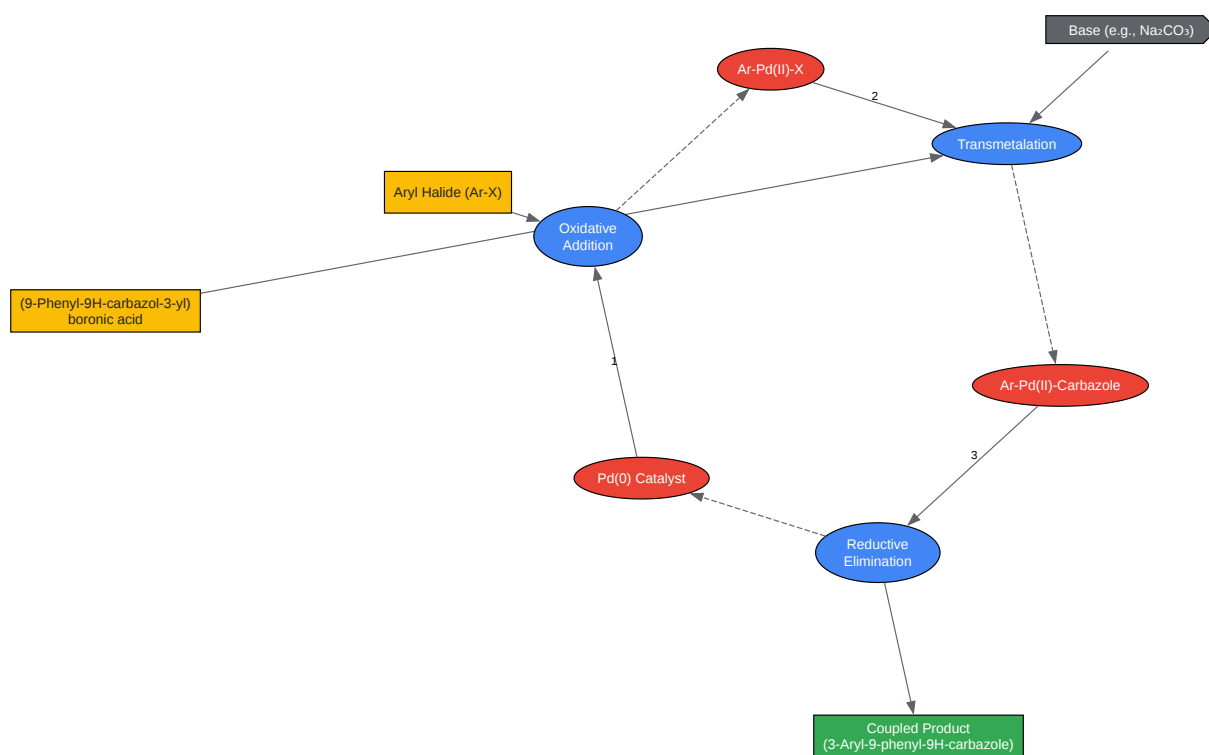 Base (e.g., Na₂CO₃)
Ar-Pd(II)-X
2
Transmetalation
Aryl Halide (Ar-X)
Oxidative
Addition
(9-Phenyl-9H-carbazol-3-yl)
boronic acid
1
Ar-Pd(II)-Carbazole
3
Pd(0) Catalyst
Reductive
Elimination
Coupled Product
(3-Aryl-9-phenyl-9H-carbazole)